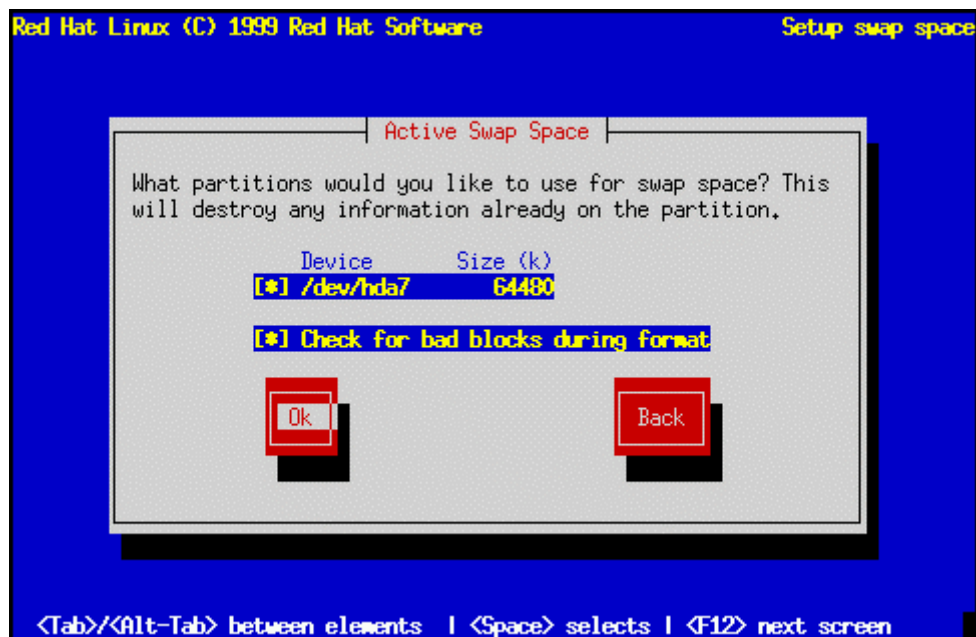 Red Hat Linux (C) 1999 Red Hat Software Setup swap space
Active Swap Space
What partitions would you like to use for swap space? This
will destroy any information already on the partition.
Device Size (k)
[*] /dev/hda7 64480
[*] Check for bad blocks during format
Ok Back
<Tab>/<Alt-Tab> between elements | <Space> selects | <F12> next screen